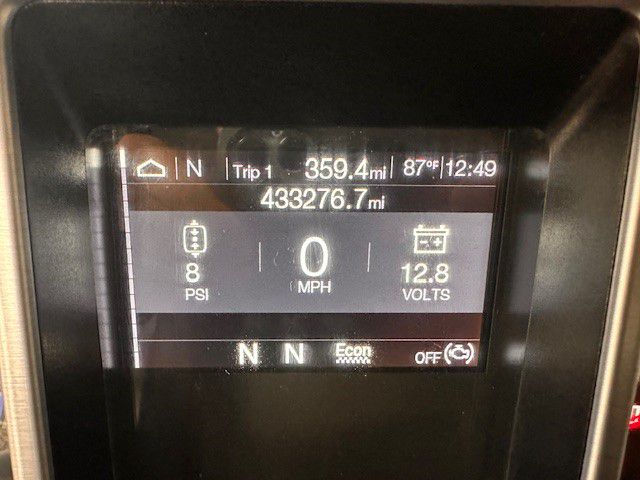 N Trip 1 359.4mi 87°F 12:49
433276.7mi
8 0 12.8
PSI MPH VOLTS
N N Econ OFF